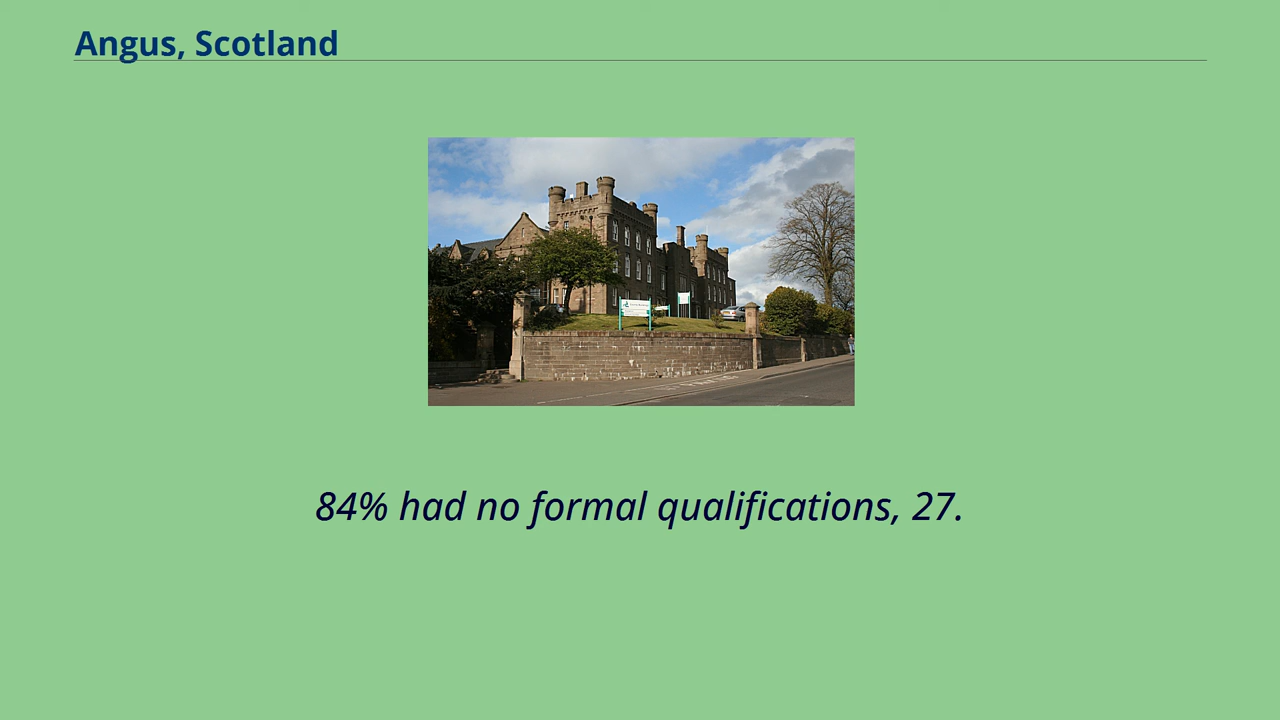 Angus, Scotland
84% had no formal qualifications, 27.